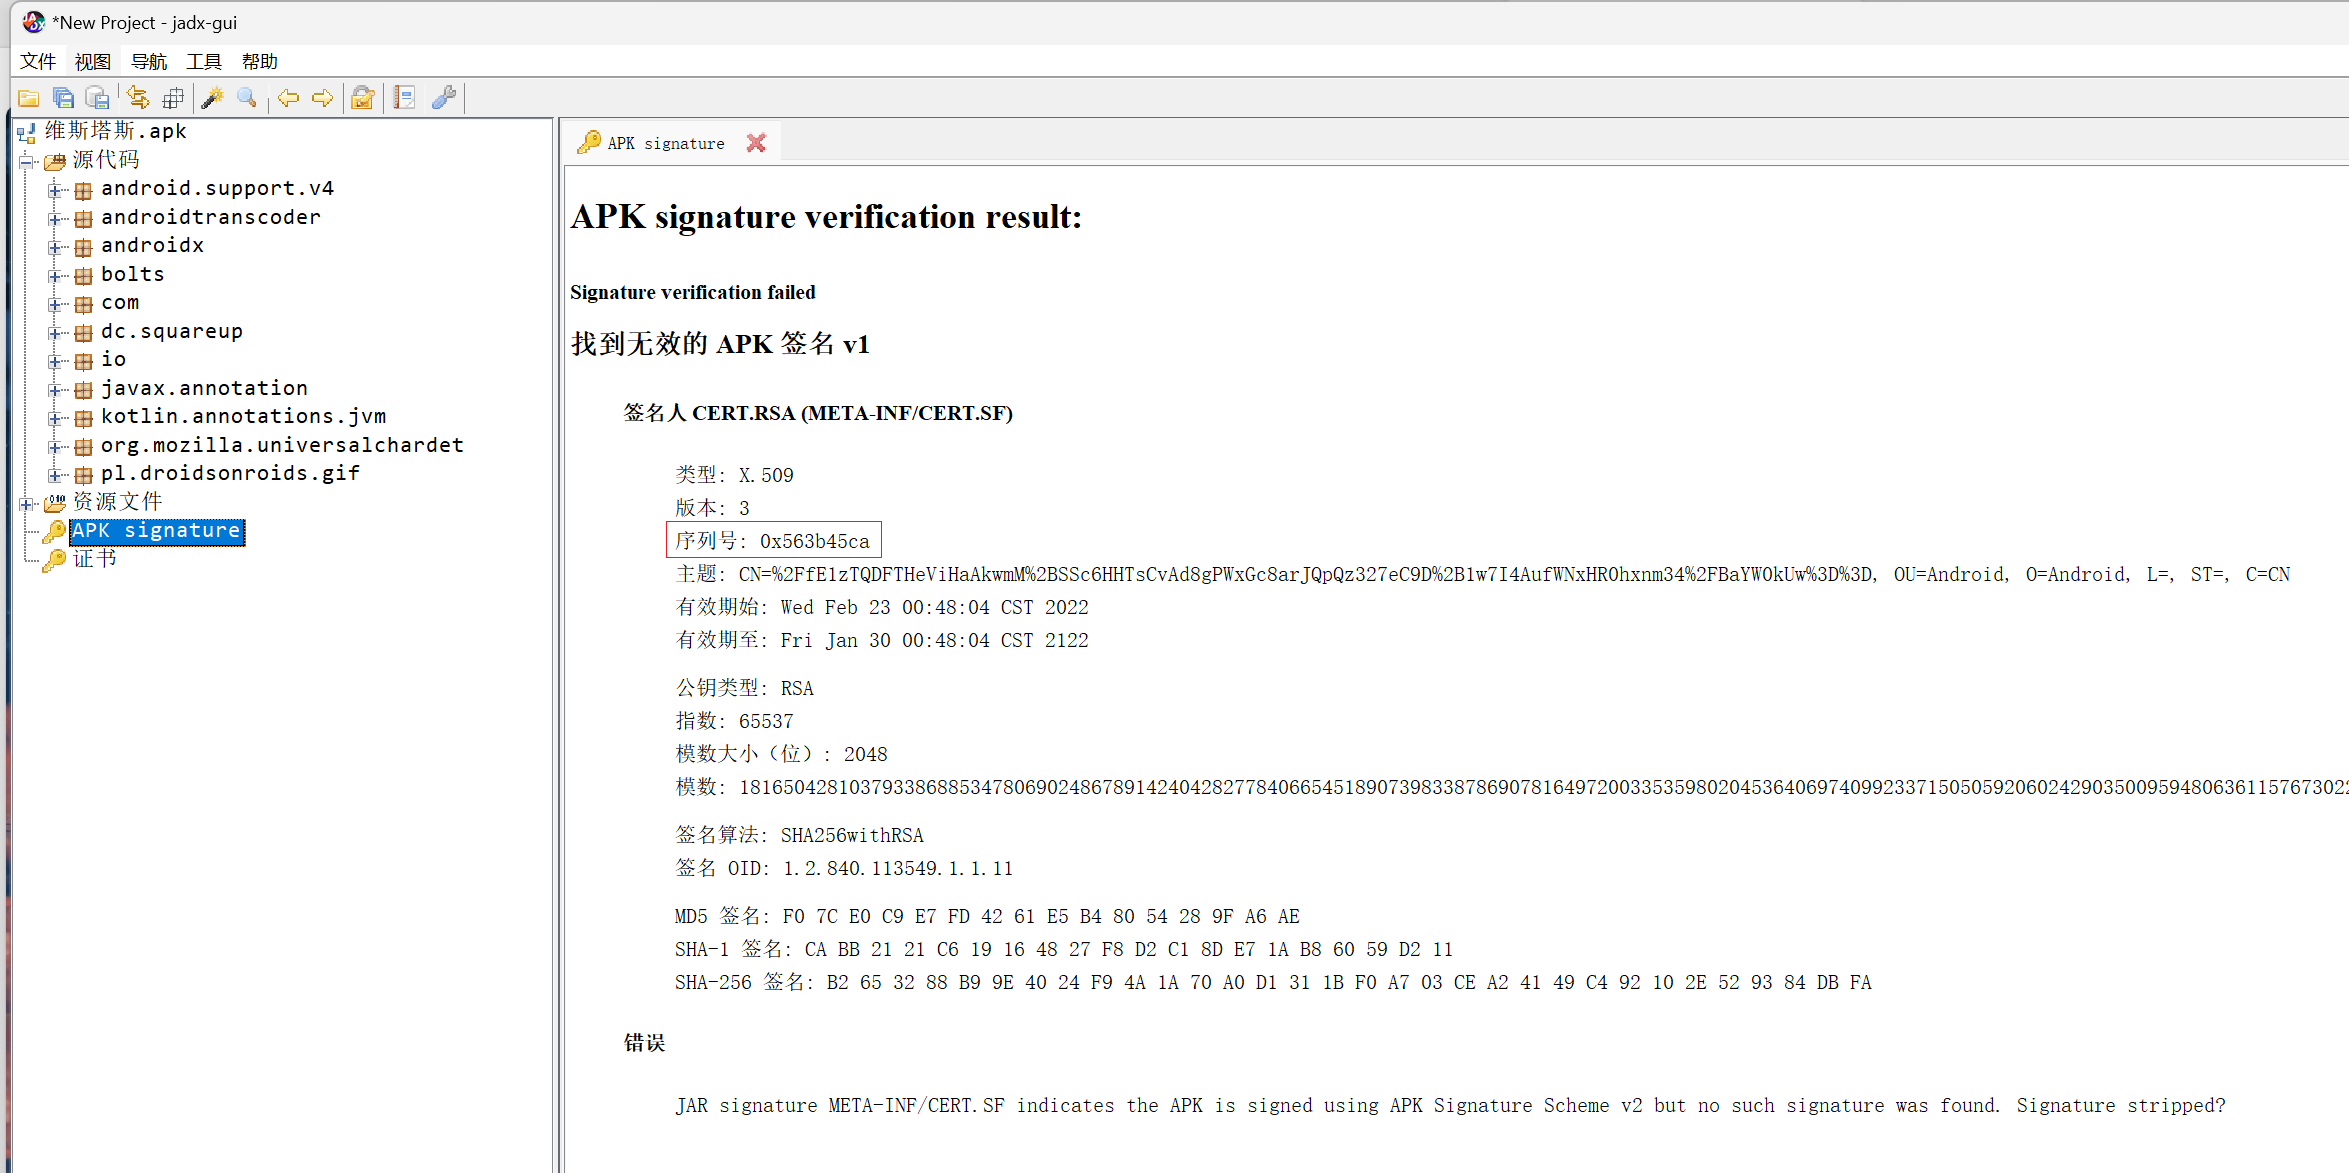 *New Project - jadx-gui
文件 视图 导航 工具 帮助
维斯塔斯.apk
源代码
android.support.v4
androidtranscoder
androidx
bolts
com
dc.squareup
io
javax.annotation
kotlin.annotations.jvm
org.mozilla.universalchardet
pl.droidsonroids.gif
资源文件
APK signature
证书
APK signature
APK signature verification result:
Signature verification failed
找到无效的 APK 签名 v1
签名人 CERT.RSA (META-INF/CERT.SF)
类型: X.509
版本: 3
序列号: 0x563b45ca
主题: CN=%2FfE1zTQDFTHeViHaAkwmM%2BSSc6HHTsCvAd8gPWxGc8arJQpQz327eC9D%2B1w7I4AufWNxHR0hxnm34%2FBaYW0kUw%3D%3D, OU=Android, O=Android, L=, ST=, C=CN
有效期始: Wed Feb 23 00:48:04 CST 2022
有效期至: Fri Jan 30 00:48:04 CST 2122
公钥类型: RSA
指数: 65537
模数大小（位）: 2048
模数: 18165042810379338688534780690248678914240428277840665451890739833878690781649720033535980204536406974099233715050592060242903500959480636115767302
签名算法: SHA256withRSA
签名 OID: 1.2.840.113549.1.1.11
MD5 签名: F0 7C E0 C9 E7 FD 42 61 E5 B4 80 54 28 9F A6 AE
SHA-1 签名: CA BB 21 21 C6 19 16 48 27 F8 D2 C1 8D E7 1A B8 60 59 D2 11
SHA-256 签名: B2 65 32 88 B9 9E 40 24 F9 4A 1A 70 A0 D1 31 1B F0 A7 03 CE A2 41 49 C4 92 10 2E 52 93 84 DB FA
错误
JAR signature META-INF/CERT.SF indicates the APK is signed using APK Signature Scheme v2 but no such signature was found. Signature stripped?